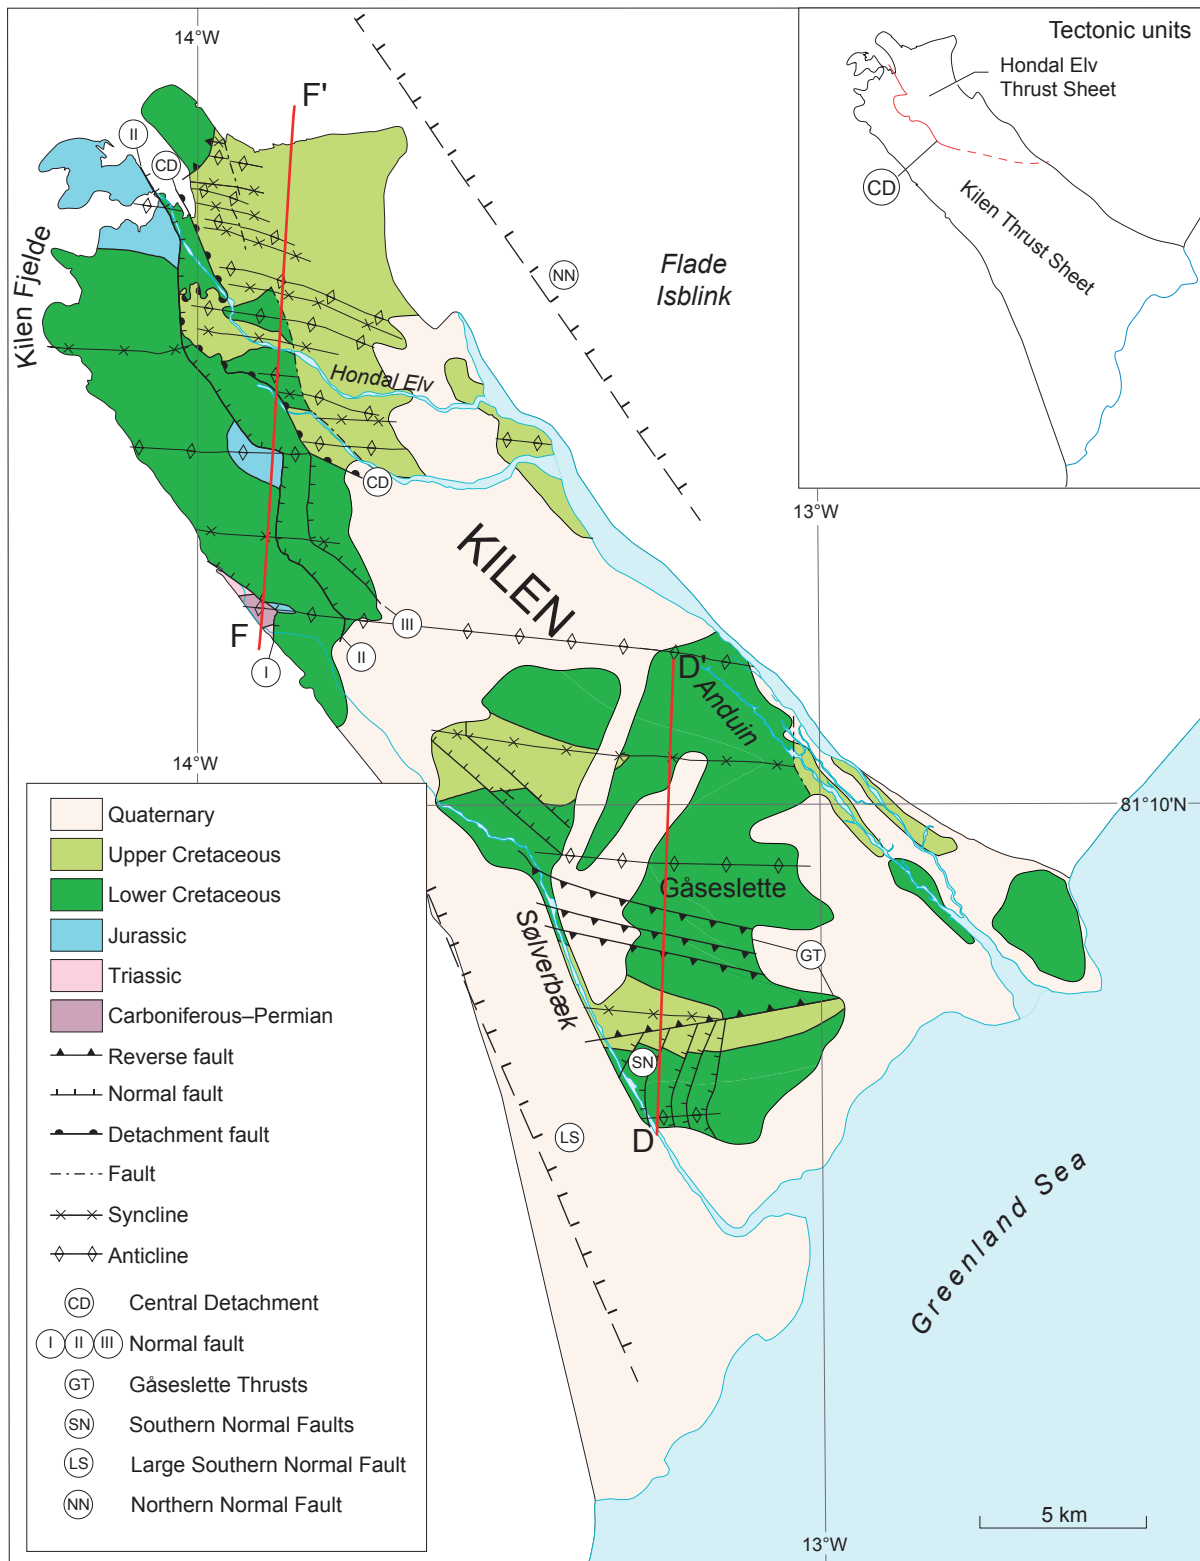 14°W
Tectonic units
Hondal Elv
Thrust Sheet
CD
Kilen Thrust Sheet
F'
II
CD
Kilen Fjelde
NN
Flade
Isblink
Hondal Elv
CD
13°W
KILEN
F
I
II
III
D'
Anduin
14°W
81°10'N
Gåseslette
Sølverbæk
GT
SN
LS
D
Greenland Sea
Quaternary
Upper Cretaceous
Lower Cretaceous
Jurassic
Triassic
Carboniferous–Permian
Reverse fault
Normal fault
Detachment fault
Fault
Syncline
Anticline
CD Central Detachment
I II III Normal fault
GT Gåseslette Thrusts
SN Southern Normal Faults
LS Large Southern Normal Fault
NN Northern Normal Fault
5 km
13°W